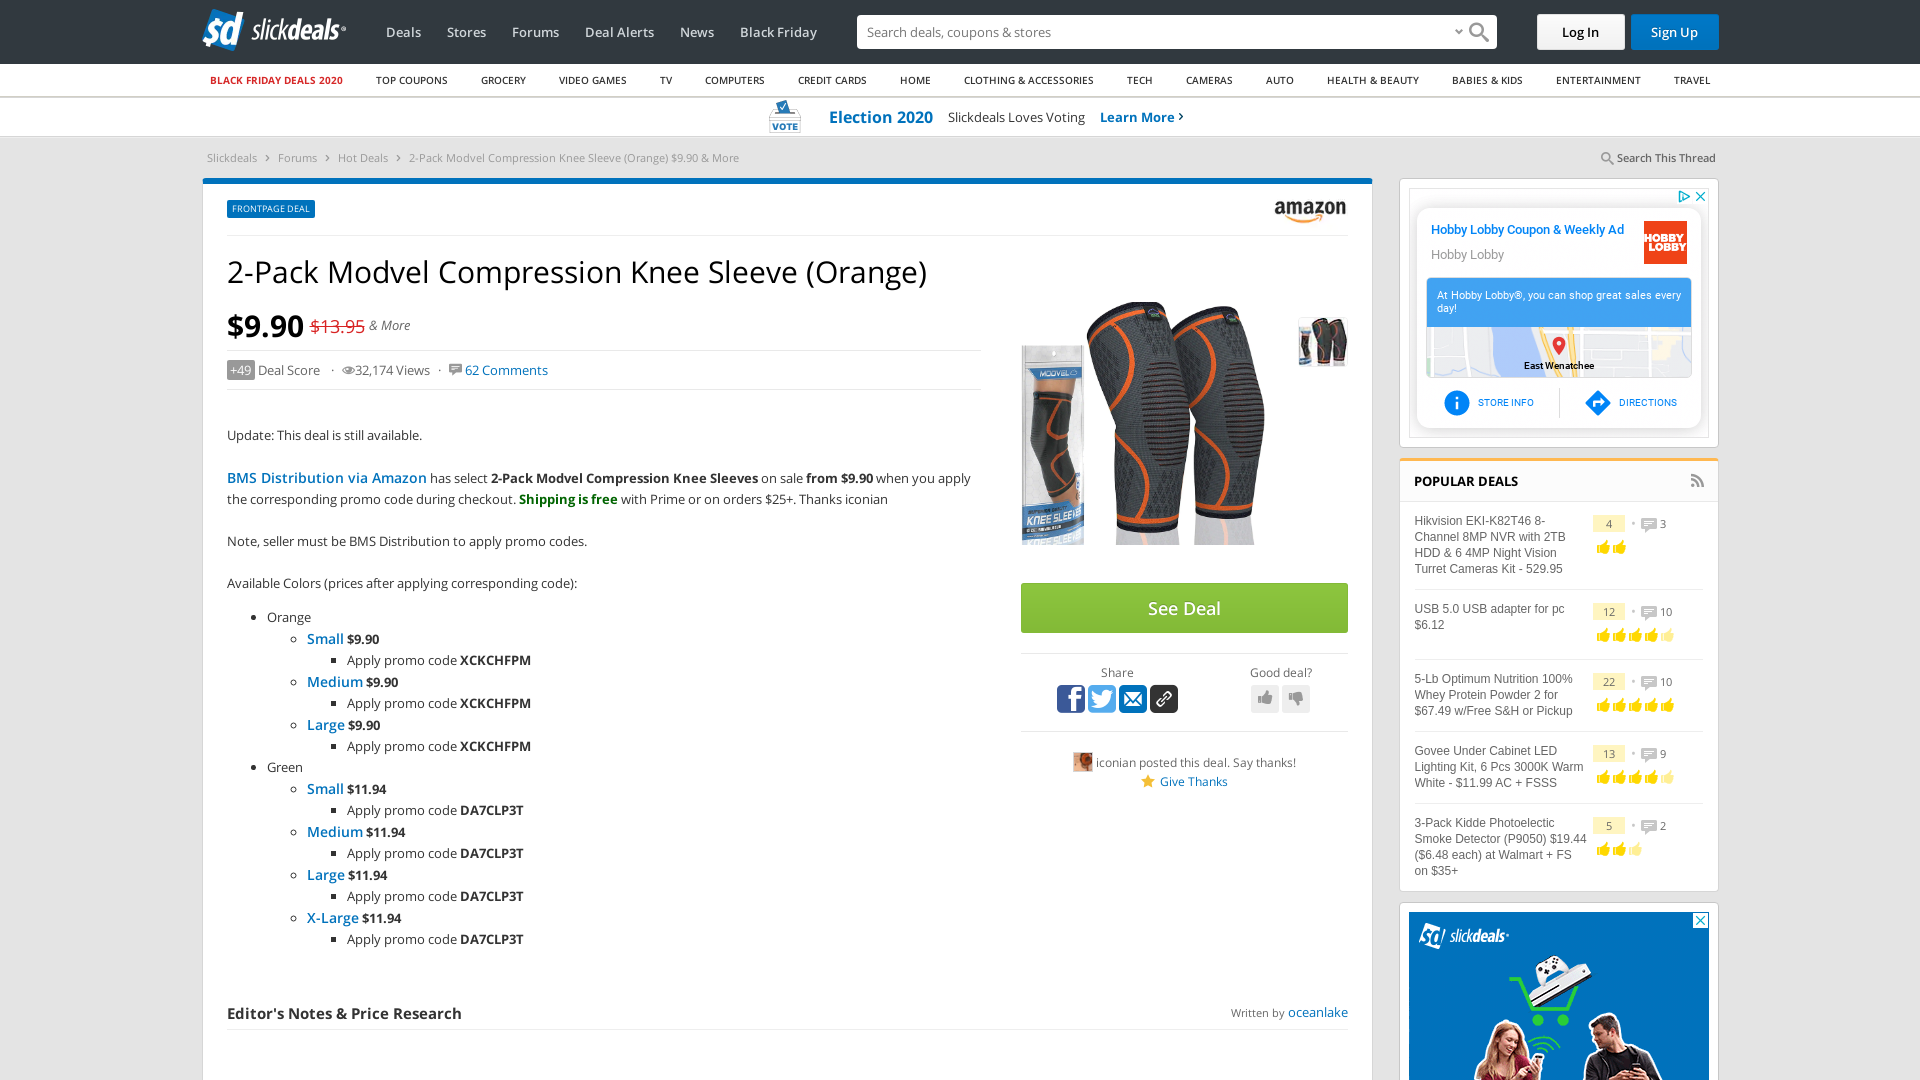 slickdeals
Deals
Stores
Forums
Deal Alerts
News
Black Friday
Search deals, coupons & stores
Log In
Sign Up
BLACK FRIDAY DEALS 2020
TOP COUPONS
GROCERY
VIDEO GAMES
TV
COMPUTERS
CREDIT CARDS
HOME
CLOTHING & ACCESSORIES
TECH
CAMERAS
AUTO
HEALTH & BEAUTY
BABIES & KIDS
ENTERTAINMENT
TRAVEL
VOTE
Election 2020 Slickdeals Loves Voting Learn More
Slickdeals > Forums > Hot Deals > 2-Pack Modvel Compression Knee Sleeve (Orange) $9.90 & More
Search This Thread
FRONTPAGE DEAL
amazon
2-Pack Modvel Compression Knee Sleeve (Orange)
$9.90 $13.95 & More
+49 Deal Score · 32,174 Views · 62 Comments
Update: This deal is still available.
BMS Distribution via Amazon has select 2-Pack Modvel Compression Knee Sleeves on sale from $9.90 when you apply
the corresponding promo code during checkout. Shipping is free with Prime or on orders $25+. Thanks iconian
Note, seller must be BMS Distribution to apply promo codes.
Available Colors (prices after applying corresponding code):
Orange
Small $9.90
Apply promo code XCKCHFPM
Medium $9.90
Apply promo code XCKCHFPM
Large $9.90
Apply promo code XCKCHFPM
Green
Small $11.94
Apply promo code DA7CLP3T
Medium $11.94
Apply promo code DA7CLP3T
Large $11.94
Apply promo code DA7CLP3T
X-Large $11.94
Apply promo code DA7CLP3T
Editor's Notes & Price Research
Written by oceanlake
MODVEL
KNEE SLEEVES
See Deal
Share
Good deal?
iconian posted this deal. Say thanks!
Give Thanks
Hobby Lobby Coupon & Weekly Ad
Hobby Lobby
HOBBY
LOBBY
At Hobby Lobby®, you can shop great sales every
day!
East Wenatchee
STORE INFO
DIRECTIONS
POPULAR DEALS
Hikvision EKI-K82T46 8-
Channel 8MP NVR with 2TB
HDD & 6 4MP Night Vision
Turret Cameras Kit - 529.95
4 • 3
USB 5.0 USB adapter for pc
$6.12
12 • 10
5-Lb Optimum Nutrition 100%
Whey Protein Powder 2 for
$67.49 w/Free S&H or Pickup
22 • 10
Govee Under Cabinet LED
Lighting Kit, 6 Pcs 3000K Warm
White - $11.99 AC + FSSS
13 • 9
3-Pack Kidde Photoelectic
Smoke Detector (P9050) $19.44
($6.48 each) at Walmart + FS
on $35+
5 • 2
slickdeals